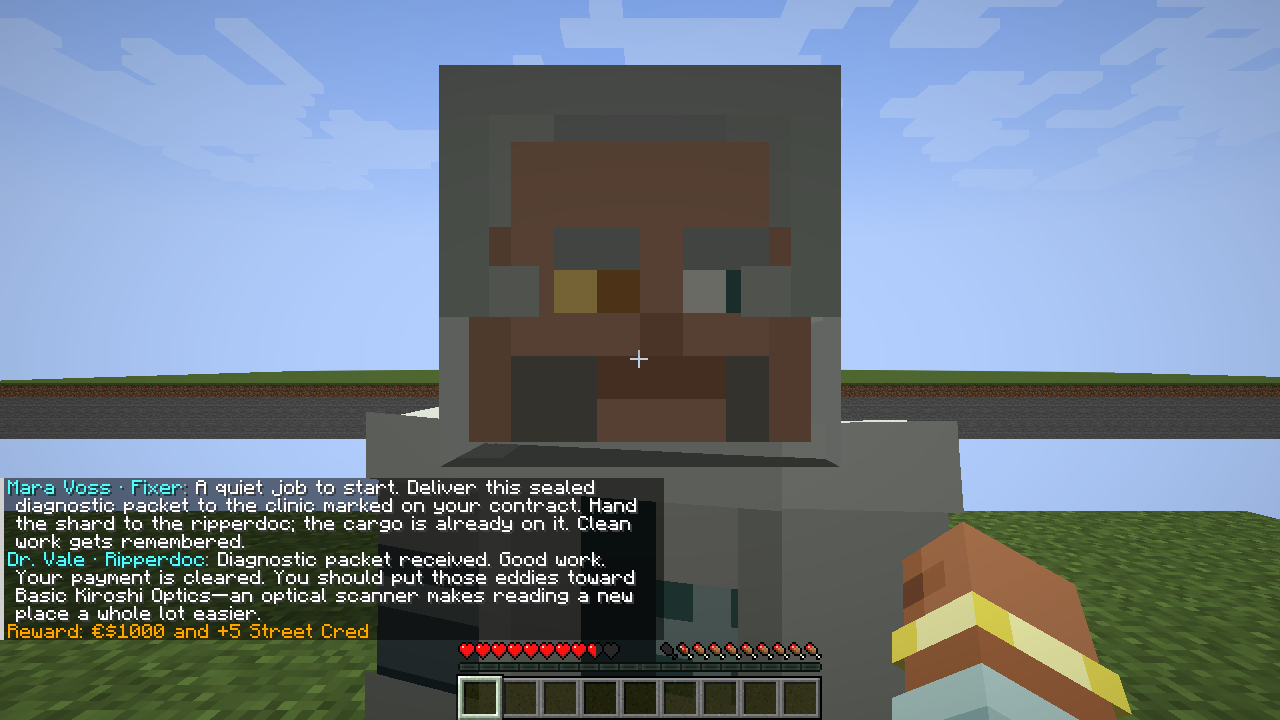 Mara Voss · Fixer: A quiet job to start. Deliver this sealed
diagnostic packet to the clinic marked on your contract. Hand
the shard to the ripperdoc; the cargo is already on it. Clean
work gets remembered.
Dr. Vale · Ripperdoc: Diagnostic packet received. Good work.
Your payment is cleared. You should put those eddies toward
Basic Kiroshi Optics—an optical scanner makes reading a new
place a whole lot easier.
Reward: €$1000 and +5 Street Cred